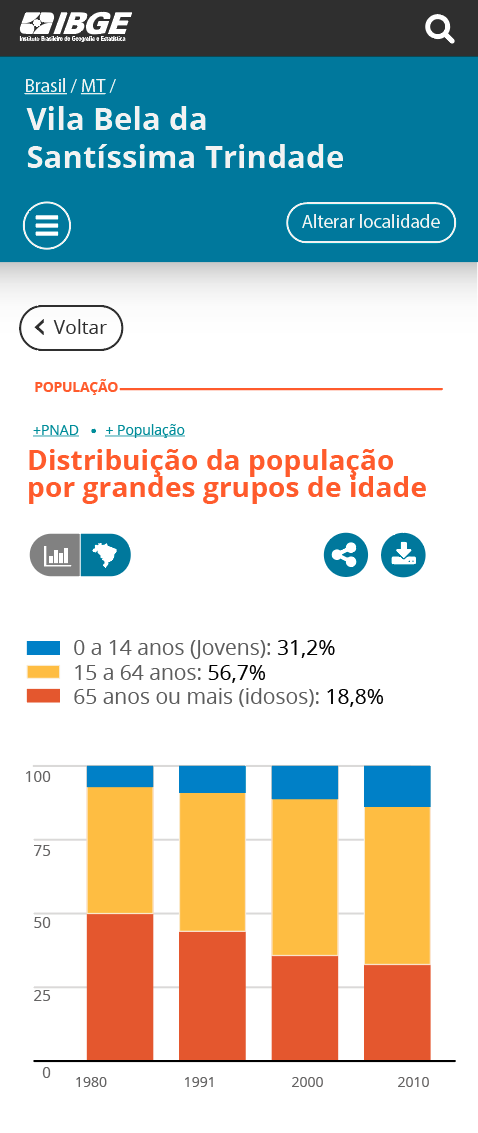 IBGE
Instituto Brasileiro de Geografia e Estatística
Brasil / MT /
Vila Bela da
Santíssima Trindade
Alterar localidade
Voltar
POPULAÇÃO
+PNAD • + População
Distribuição da população
por grandes grupos de idade
0 a 14 anos (Jovens): 31,2%
15 a 64 anos: 56,7%
65 anos ou mais (idosos): 18,8%
100
75
50
25
0
1980 1991 2000 2010